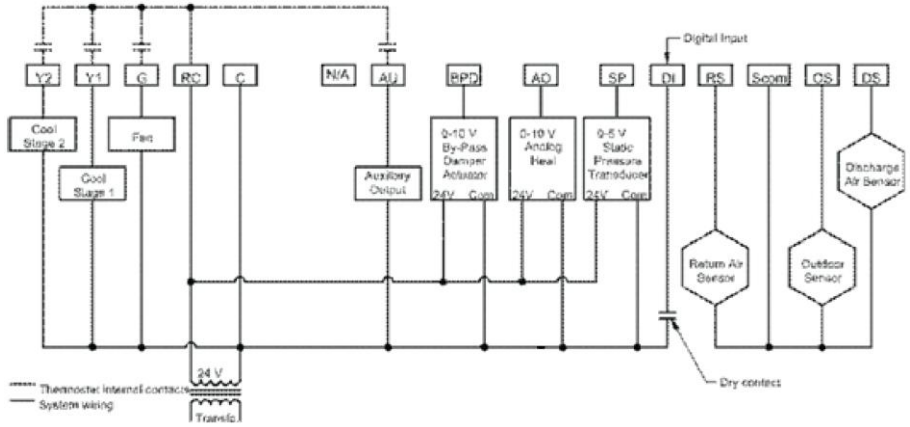 Digital Input
Y2 Y1 G RC C N/A AU BPD AO SP DI RS Scom OS DS
Cool
Stage 2
Fan
Cool
Stage 1
Auxiliary
Output
0-10 V
By-Pass
Damper
Actuator
24V Com
0-10 V
Analog
Heat
24V Com
0-5 V
Static
Pressure
Transducer
24V Com
Discharge
Air Sensor
Return Air
Sensor
Outdoor
Sensor
24 V
Transfo.
Dry contact
Thermostat internal contacts
System wiring